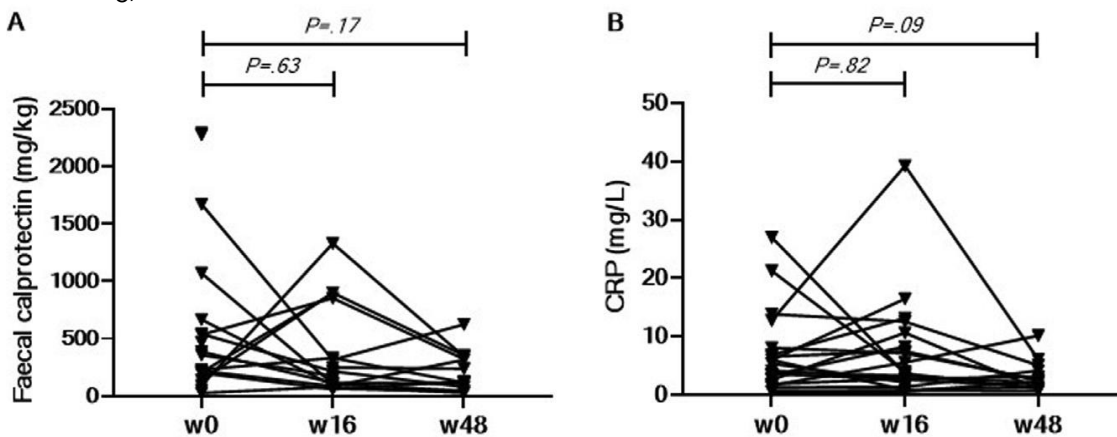 A
P=.17
P=.63
Faecal calprotectin (mg/kg)
2500
2000
1500
1000
500
0
w0 w16 w48
B
P=.09
P=.82
CRP (mg/L)
50
40
30
20
10
0
w0 w16 w48